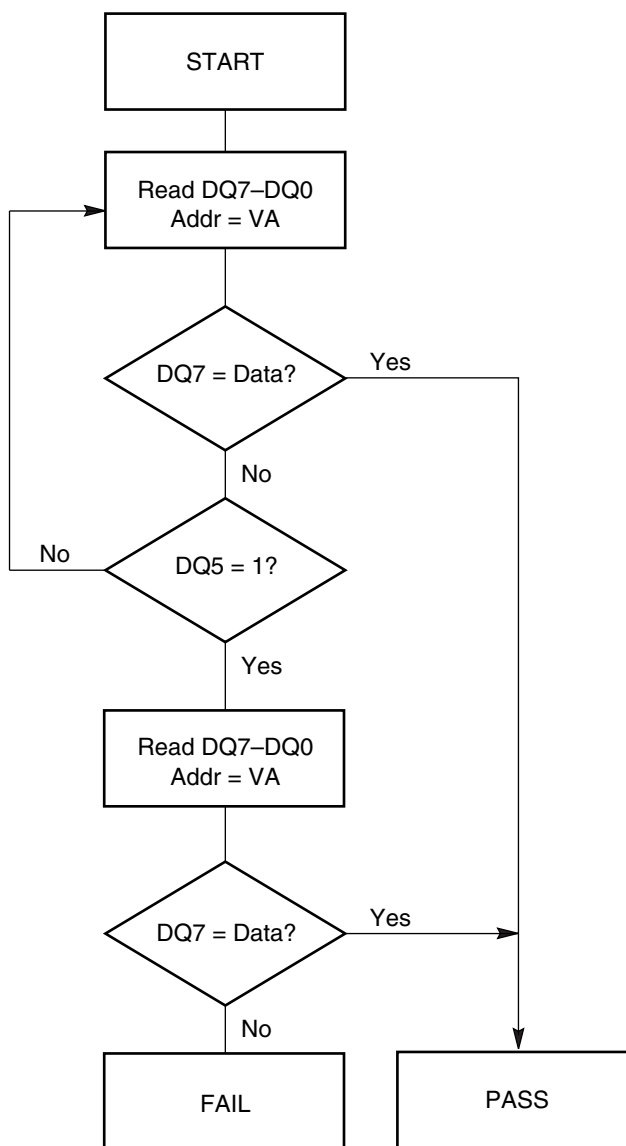 START
Read DQ7–DQ0
Addr = VA
DQ7 = Data?
Yes
No
No
DQ5 = 1?
Yes
Read DQ7–DQ0
Addr = VA
DQ7 = Data?
Yes
No
FAIL
PASS